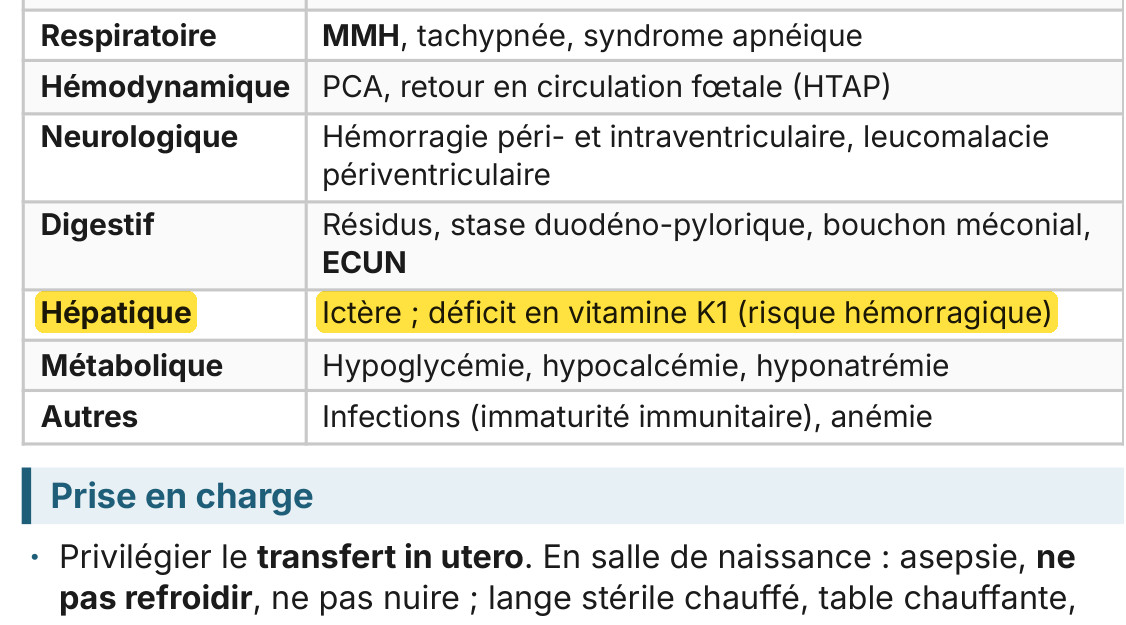 Respiratoire
MMH, tachypnée, syndrome apnéique
Hémodynamique
PCA, retour en circulation fœtale (HTAP)
Neurologique
Hémorragie péri- et intraventriculaire, leucomalacie
périventriculaire
Digestif
Résidus, stase duodéno-pylorique, bouchon méconial,
ECUN
Hépatique
Ictère ; déficit en vitamine K1 (risque hémorragique)
Métabolique
Hypoglycémie, hypocalcémie, hyponatrémie
Autres
Infections (immaturité immunitaire), anémie
Prise en charge
· Privilégier le transfert in utero. En salle de naissance : asepsie, ne
pas refroidir, ne pas nuire ; lange stérile chauffé, table chauffante,